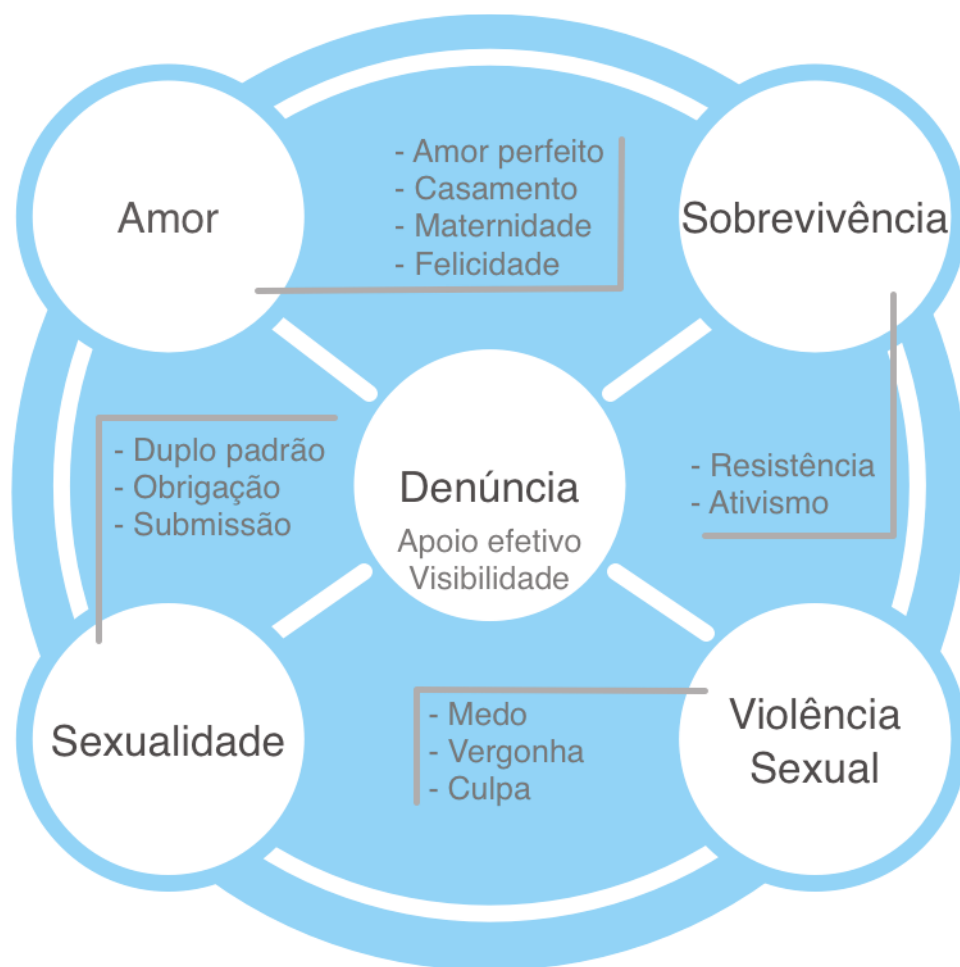 Amor
- Amor perfeito
- Casamento
- Maternidade
- Felicidade
Sobrevivência
- Duplo padrão
- Obrigação
- Submissão
Denúncia
Apoio efetivo
Visibilidade
- Resistência
- Ativismo
Sexualidade
- Medo
- Vergonha
- Culpa
Violência
Sexual